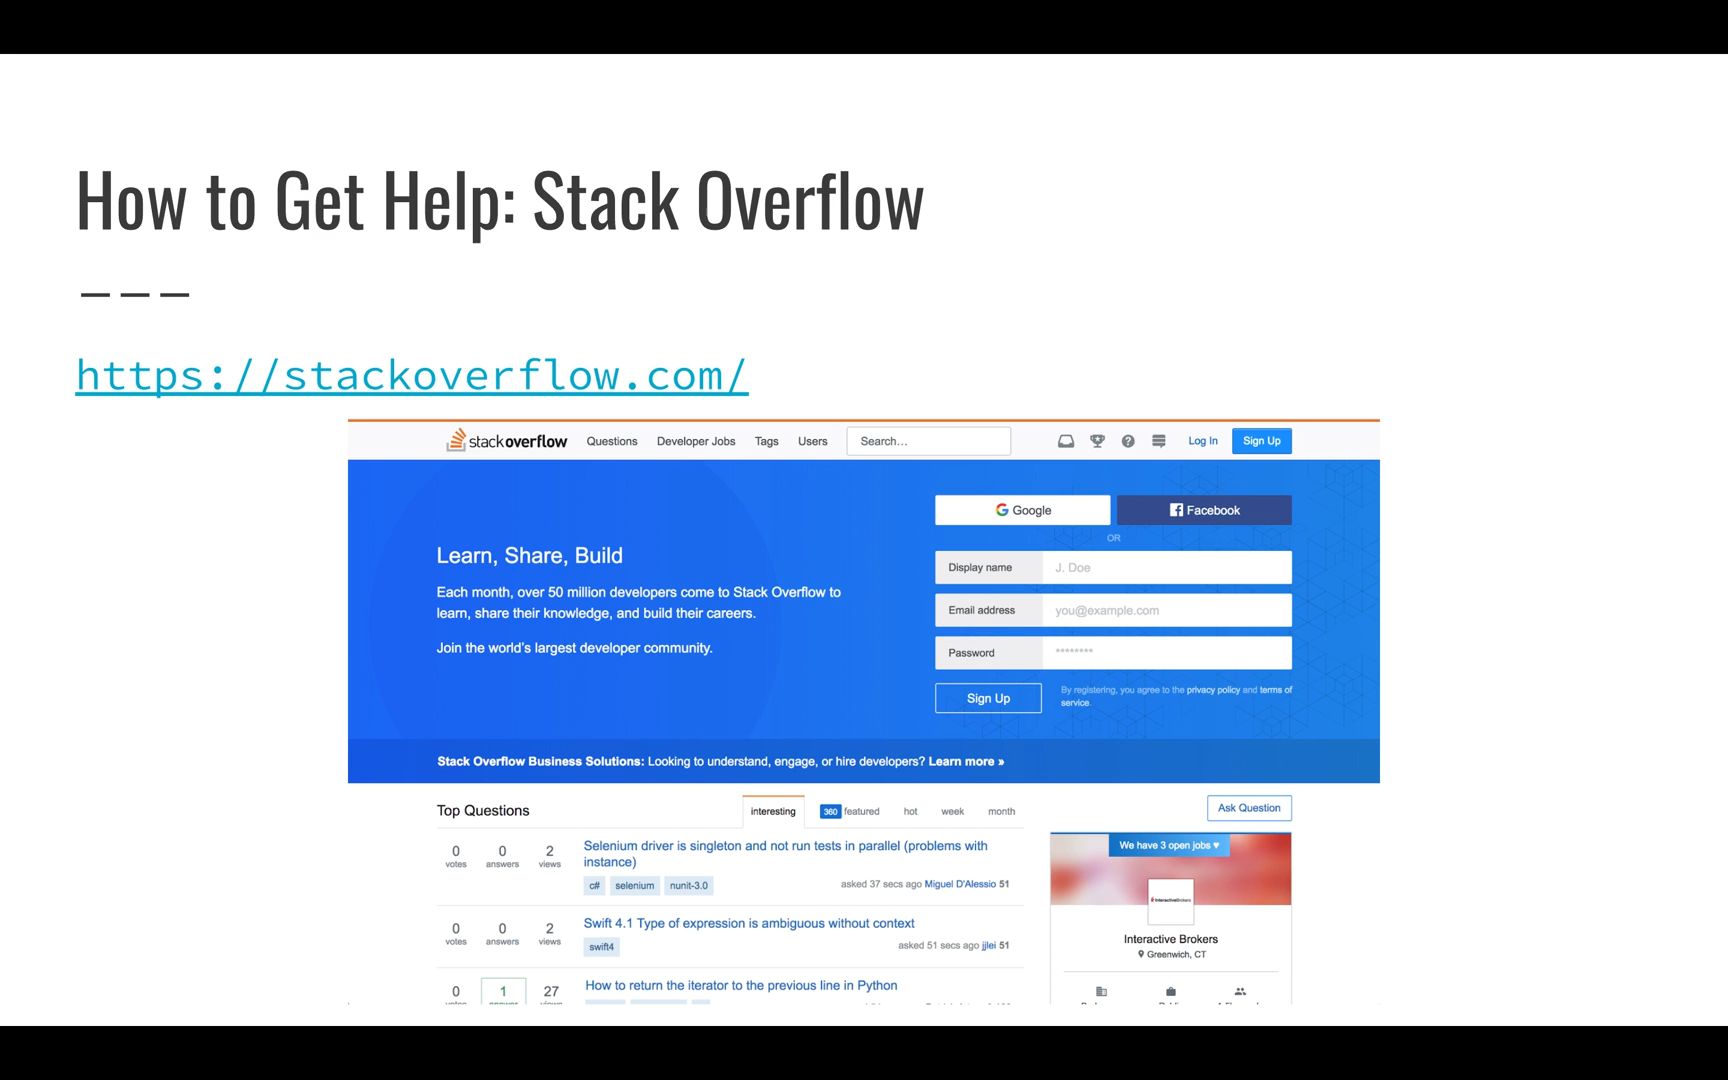 How to Get Help: Stack Overflow
https://stackoverflow.com/
stackoverflow Questions Developer Jobs Tags Users Search... Log In Sign Up
Google Facebook
OR
Learn, Share, Build
Display name J. Doe
Each month, over 50 million developers come to Stack Overflow to
learn, share their knowledge, and build their careers.
Email address you@example.com
Join the world's largest developer community.
Password ********
Sign Up
By registering, you agree to the privacy policy and terms of
service.
Stack Overflow Business Solutions: Looking to understand, engage, or hire developers? Learn more »
Top Questions interesting 360 featured hot week month Ask Question
0 votes 0 answers 2 views
Selenium driver is singleton and not run tests in parallel (problems with
instance)
c# selenium nunit-3.0 asked 37 secs ago Miguel D'Alessio 51
We have 3 open jobs ♥
InteractiveBrokers
0 votes 0 answers 2 views
Swift 4.1 Type of expression is ambiguous without context
swift4 asked 51 secs ago jjlei 51
Interactive Brokers
Greenwich, CT
0 1 27
How to return the iterator to the previous line in Python